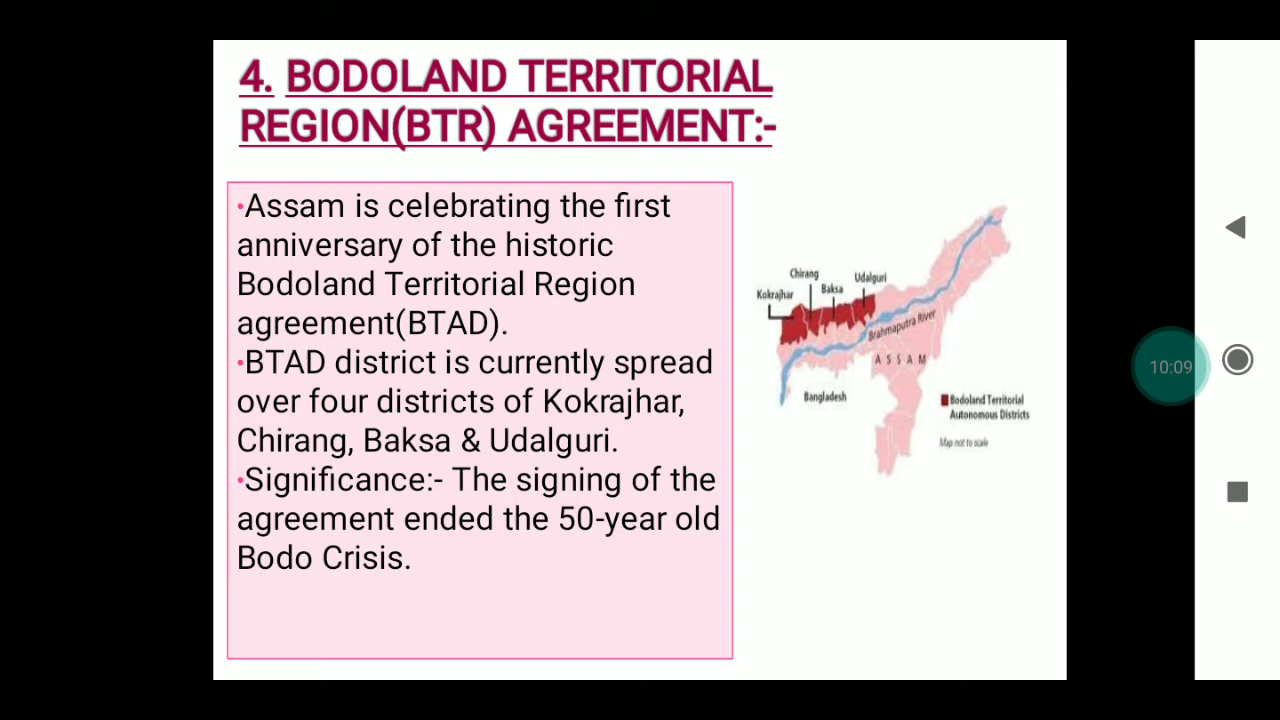 4. BODOLAND TERRITORIAL
REGION(BTR) AGREEMENT:-
•Assam is celebrating the first
anniversary of the historic
Bodoland Territorial Region
agreement(BTAD).
•BTAD district is currently spread
over four districts of Kokrajhar,
Chirang, Baksa & Udalguri.
•Significance:- The signing of the
agreement ended the 50-year old
Bodo Crisis.
Chirang
Udalguri
Kokrajhar
Baksa
Brahmaputra River
ASSAM
Bangladesh
Bodoland Territorial
Autonomous Districts
Map not to scale
10:09